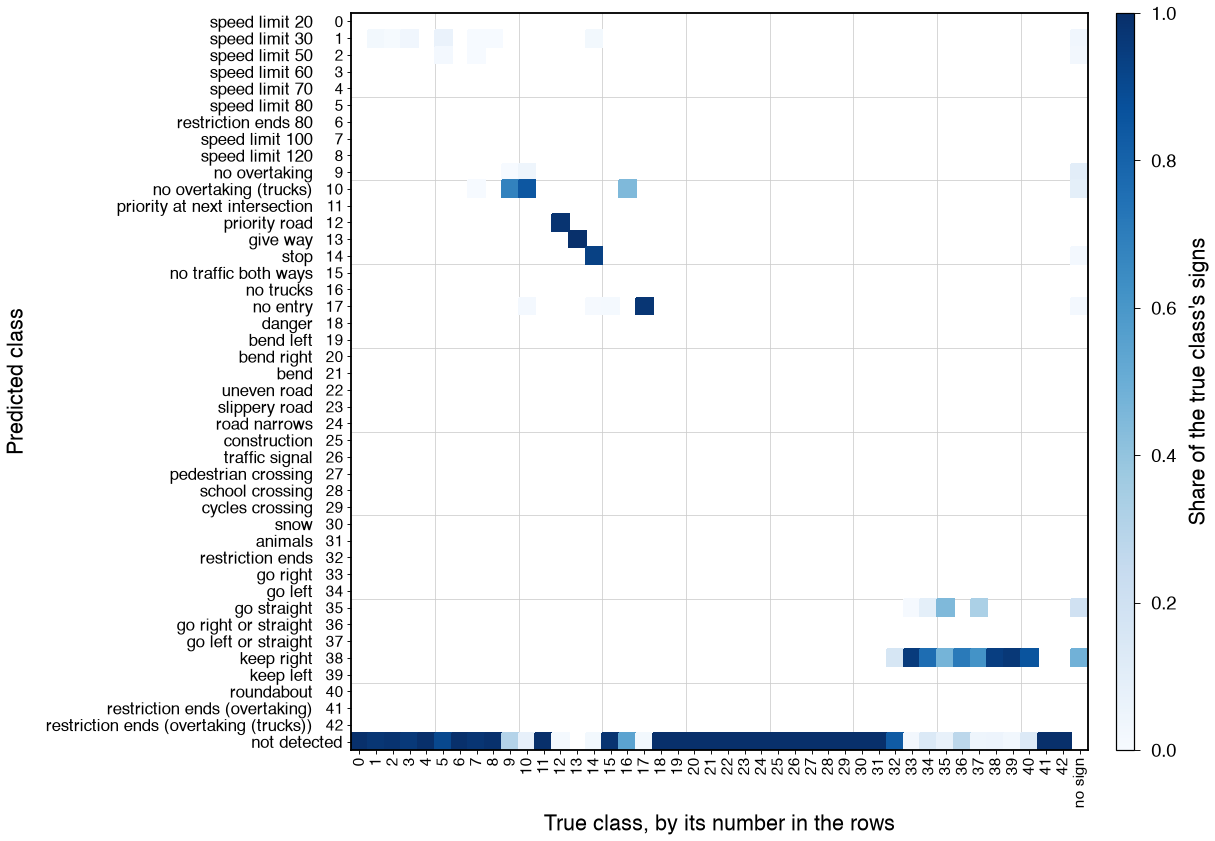 speed limit 20 0
speed limit 30 1
speed limit 50 2
speed limit 60 3
speed limit 70 4
speed limit 80 5
restriction ends 80 6
speed limit 100 7
speed limit 120 8
no overtaking 9
no overtaking (trucks) 10
priority at next intersection 11
priority road 12
give way 13
stop 14
no traffic both ways 15
no trucks 16
no entry 17
danger 18
bend left 19
bend right 20
bend 21
uneven road 22
slippery road 23
road narrows 24
construction 25
traffic signal 26
pedestrian crossing 27
school crossing 28
cycles crossing 29
snow 30
animals 31
restriction ends 32
go right 33
go left 34
go straight 35
go right or straight 36
go left or straight 37
keep right 38
keep left 39
roundabout 40
restriction ends (overtaking) 41
restriction ends (overtaking (trucks)) 42
not detected
Predicted class
0 1 2 3 4 5 6 7 8 9 10 11 12 13 14 15 16 17 18 19 20 21 22 23 24 25 26 27 28 29 30 31 32 33 34 35 36 37 38 39 40 41 42 no sign
True class, by its number in the rows
1.0
0.8
0.6
0.4
0.2
0.0
Share of the true class's signs